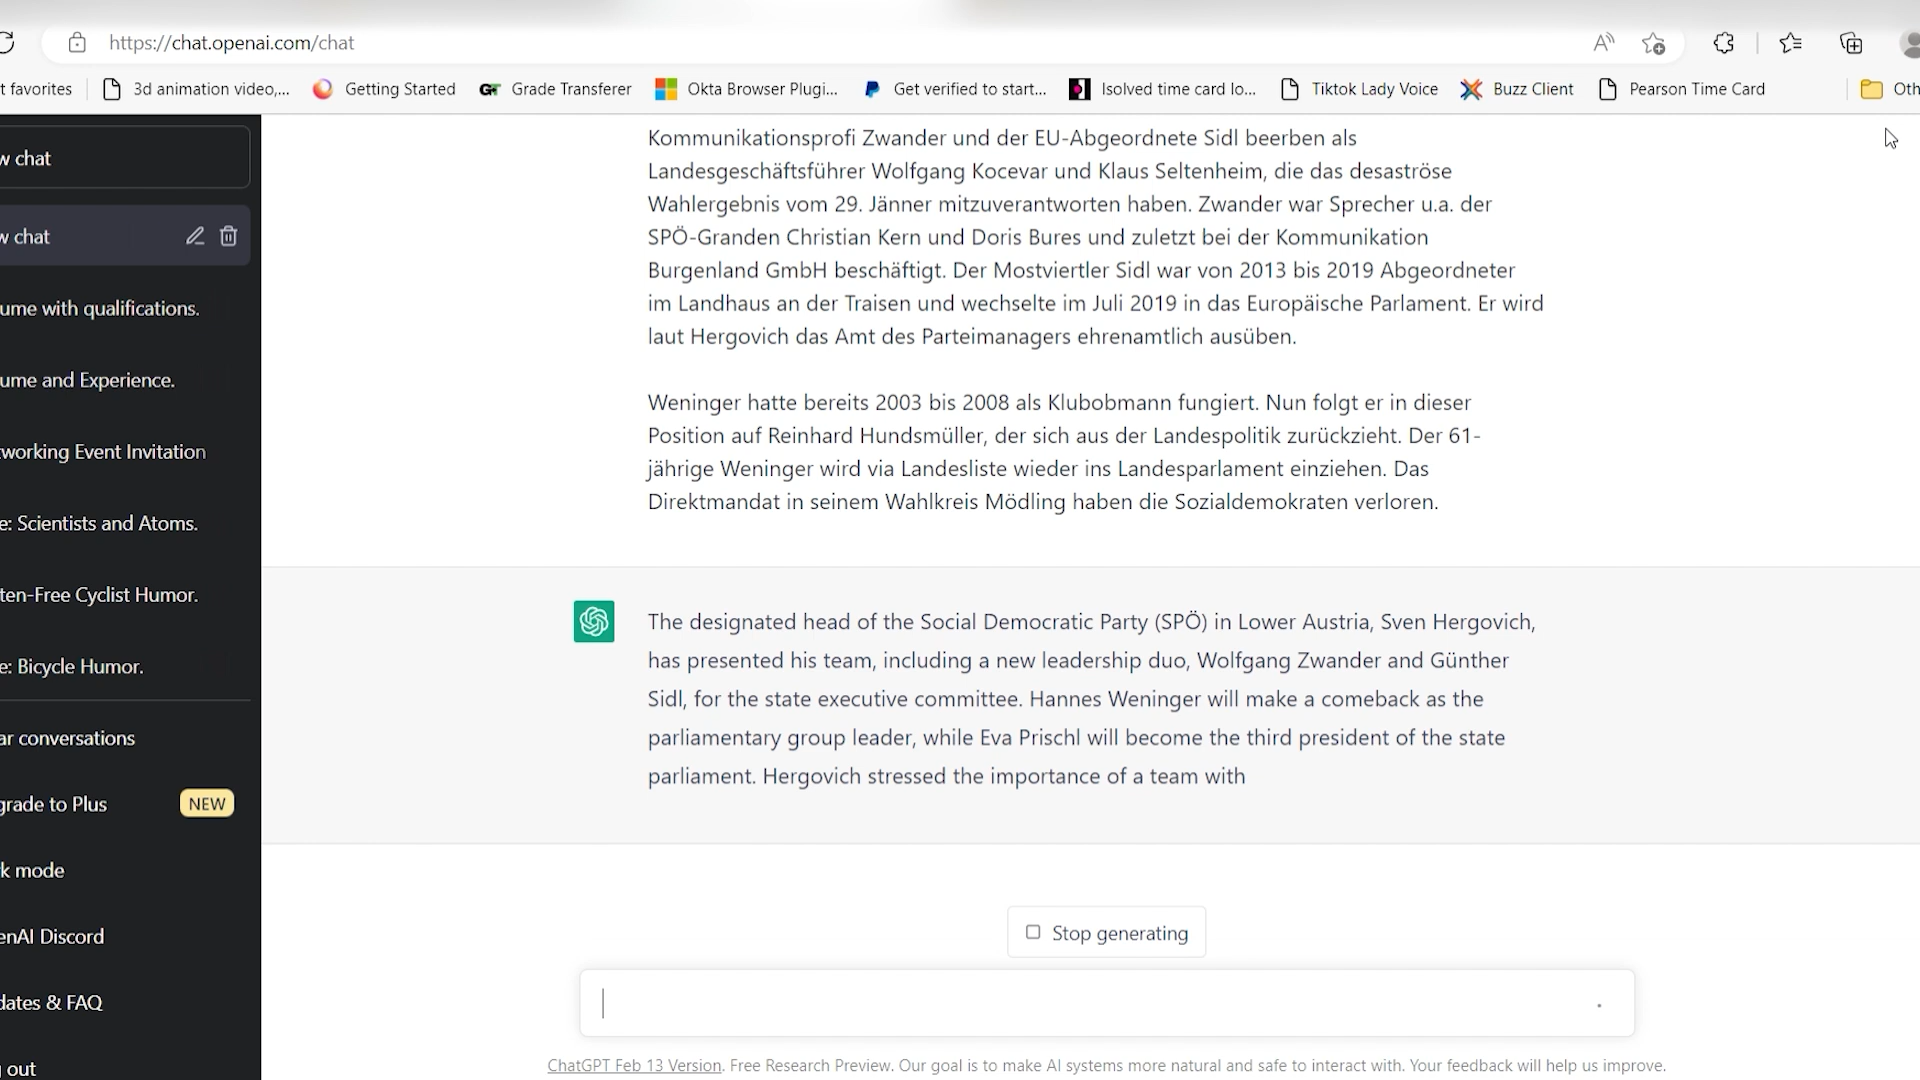 https://chat.openai.com/chat
t favorites
3d animation video,...
Getting Started
Grade Transferer
Okta Browser Plugi...
Get verified to start...
Isolved time card lo...
Tiktok Lady Voice
Buzz Client
Pearson Time Card
Oth
w chat
w chat
ume with qualifications.
ume and Experience.
tworking Event Invitation
e: Scientists and Atoms.
ten-Free Cyclist Humor.
e: Bicycle Humor.
ar conversations
grade to Plus
NEW
k mode
enAI Discord
dates & FAQ
out
Kommunikationsprofi Zwander und der EU-Abgeordnete Sidl beerben als
Landesgeschäftsführer Wolfgang Kocevar und Klaus Seltenheim, die das desaströse
Wahlergebnis vom 29. Jänner mitzuverantworten haben. Zwander war Sprecher u.a. der
SPÖ-Granden Christian Kern und Doris Bures und zuletzt bei der Kommunikation
Burgenland GmbH beschäftigt. Der Mostviertler Sidl war von 2013 bis 2019 Abgeordneter
im Landhaus an der Traisen und wechselte im Juli 2019 in das Europäische Parlament. Er wird
laut Hergovich das Amt des Parteimanagers ehrenamtlich ausüben.
Weninger hatte bereits 2003 bis 2008 als Klubobmann fungiert. Nun folgt er in dieser
Position auf Reinhard Hundsmüller, der sich aus der Landespolitik zurückzieht. Der 61-
jährige Weninger wird via Landesliste wieder ins Landesparlament einziehen. Das
Direktmandat in seinem Wahlkreis Mödling haben die Sozialdemokraten verloren.
The designated head of the Social Democratic Party (SPÖ) in Lower Austria, Sven Hergovich,
has presented his team, including a new leadership duo, Wolfgang Zwander and Günther
Sidl, for the state executive committee. Hannes Weninger will make a comeback as the
parliamentary group leader, while Eva Prischl will become the third president of the state
parliament. Hergovich stressed the importance of a team with
Stop generating
ChatGPT Feb 13 Version. Free Research Preview. Our goal is to make AI systems more natural and safe to interact with. Your feedback will help us improve.